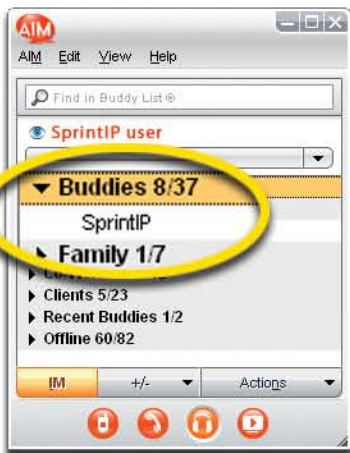 AIM
AIM Edit View Help
Find in Buddy List®
SprintIP user
Buddies 8/37
SprintIP
Family 1/7
Clients 5/23
Recent Buddies 1/2
Offline 60/82
IM +/- Actions